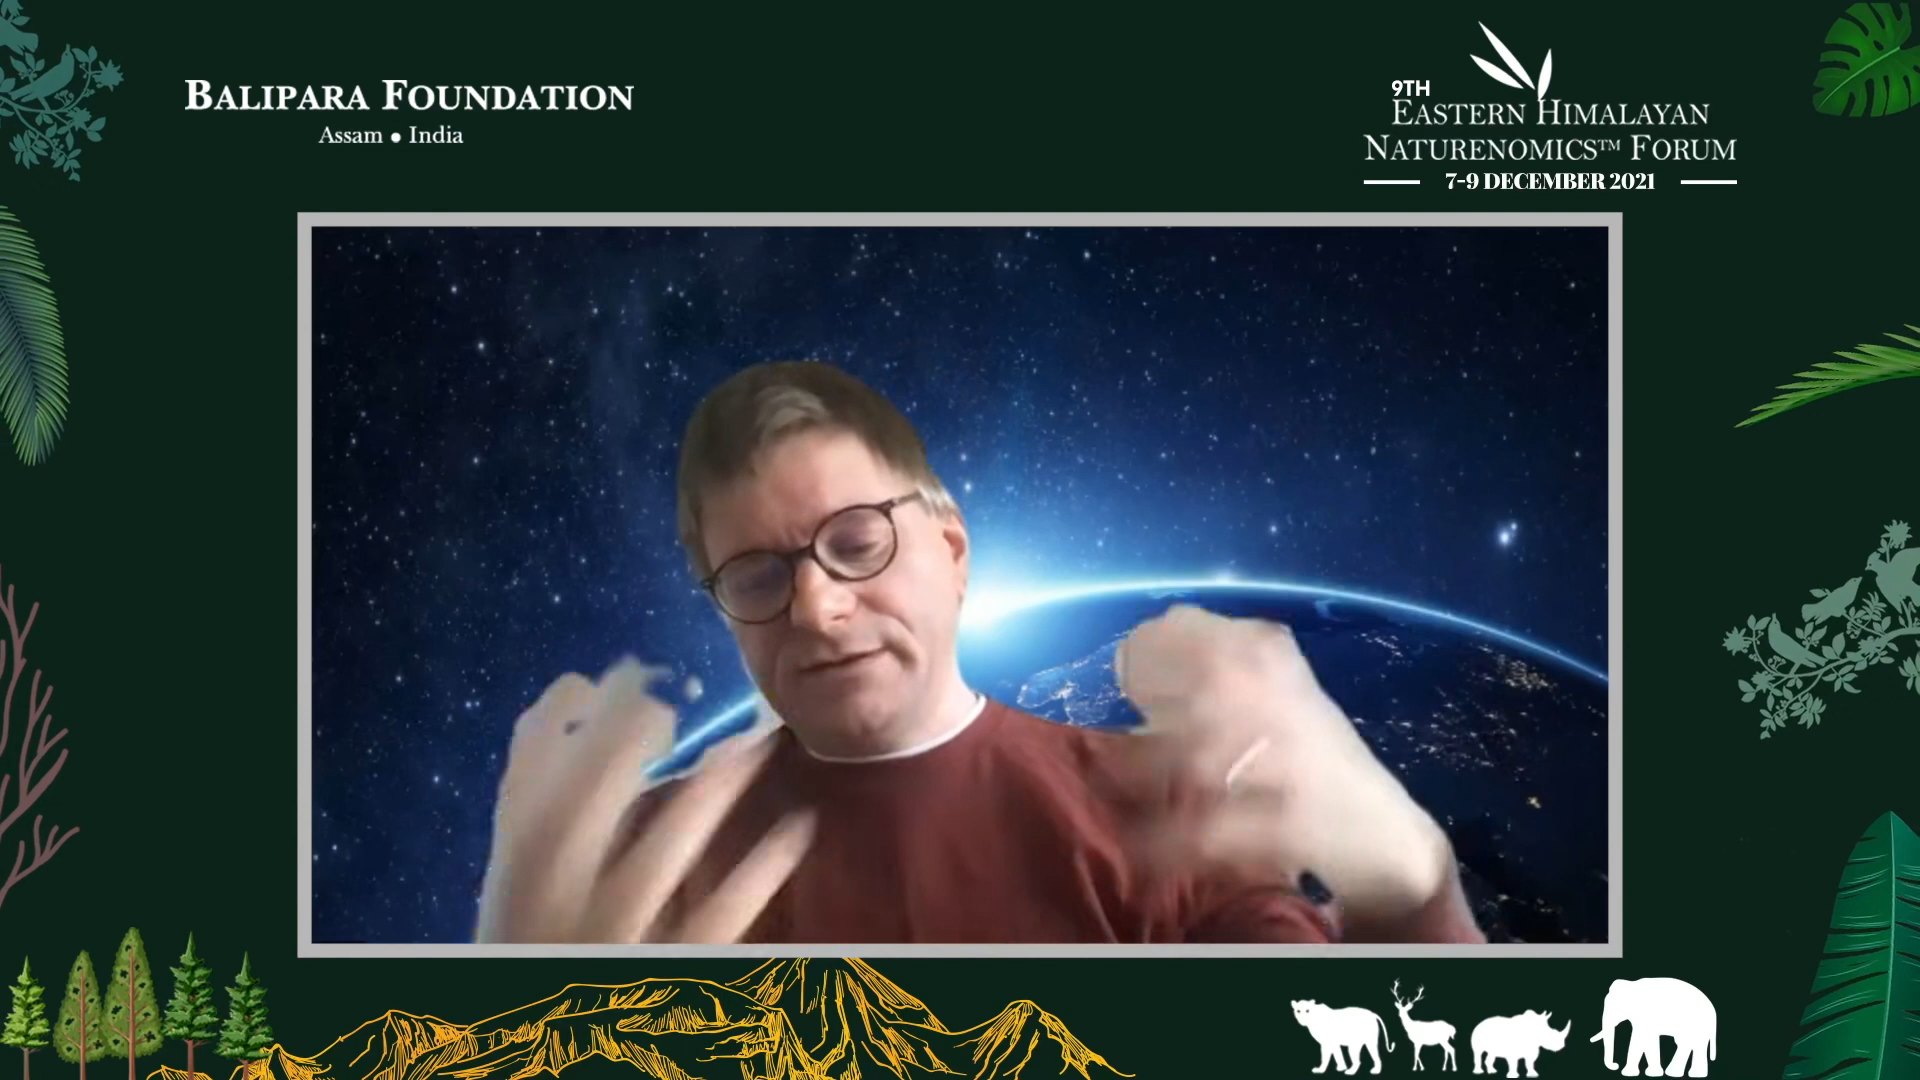 BALIPARA FOUNDATION
Assam • India
9TH
EASTERN HIMALAYAN
NATURENOMICS™ FORUM
7-9 DECEMBER 2021